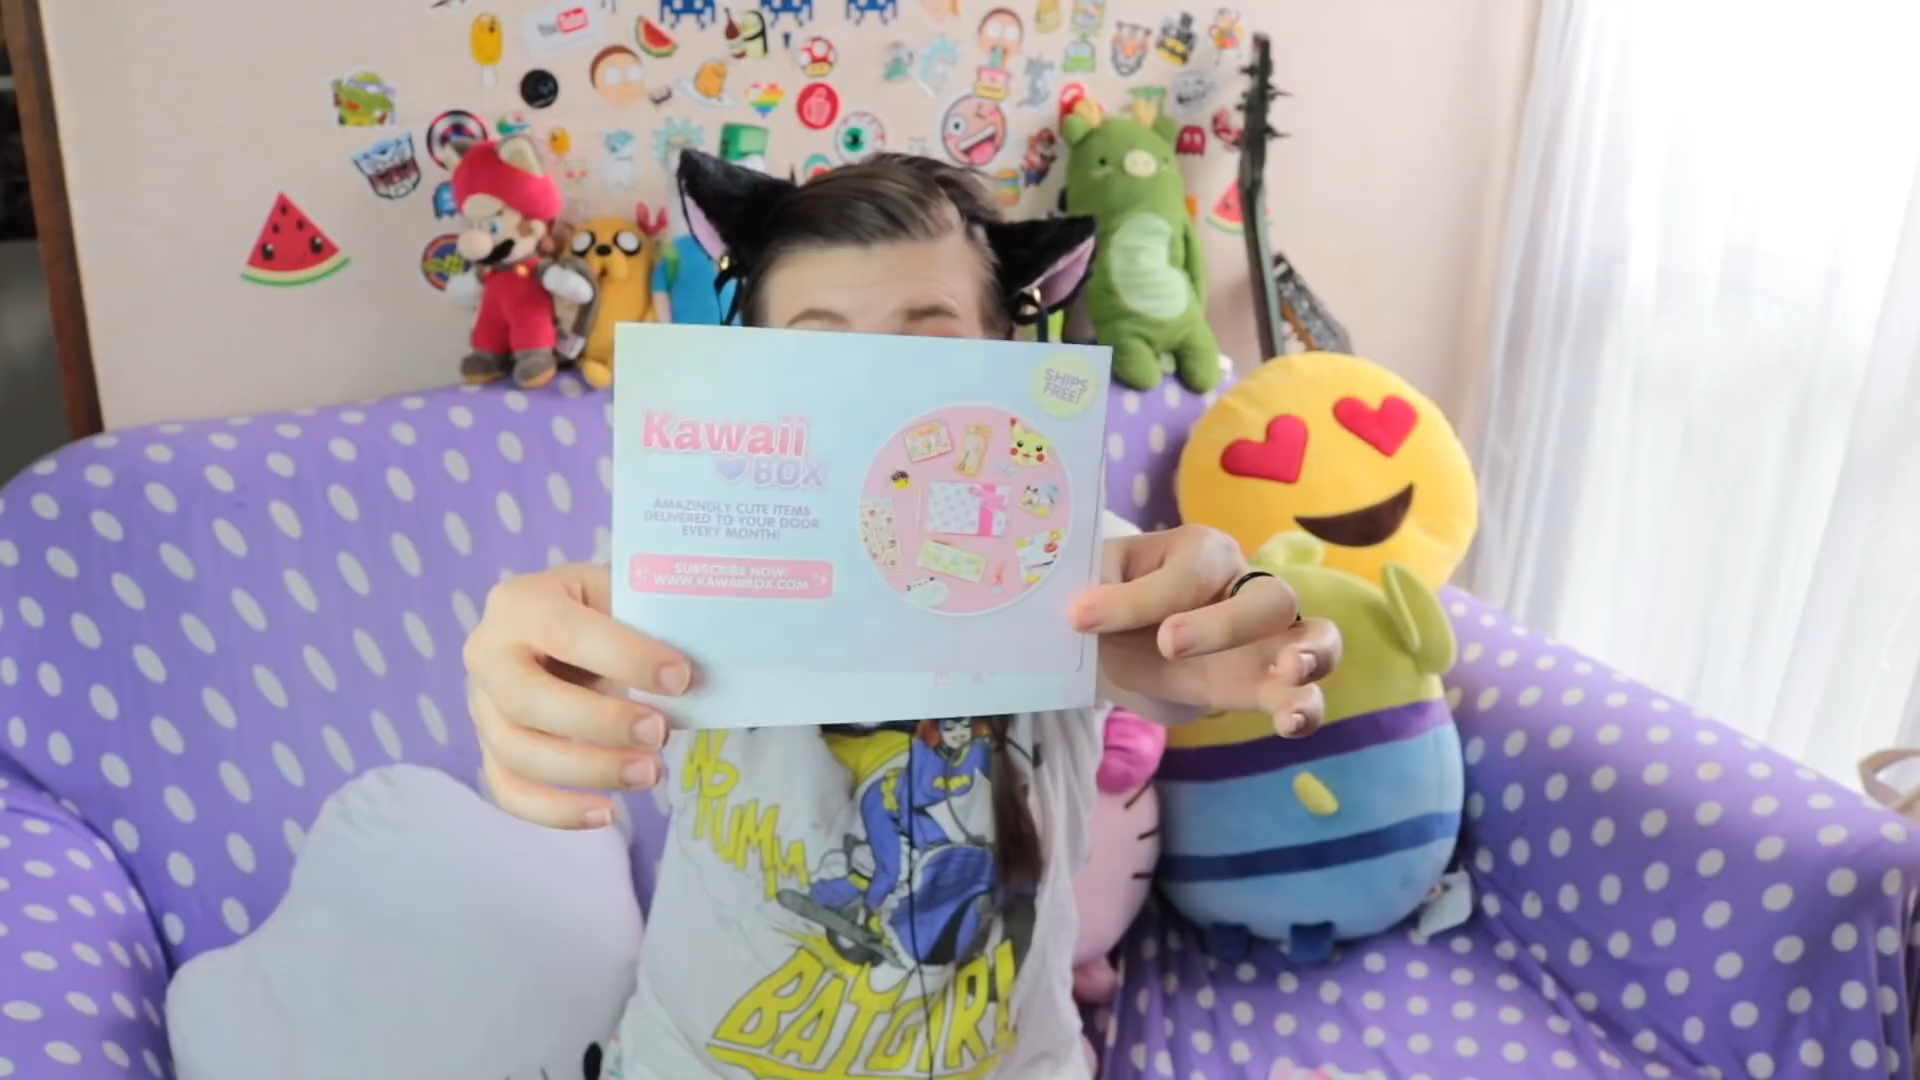 YouTube
SHIPS
FREE!
Kawaii
BOX
AMAZINGLY CUTE ITEMS
DELIVERED TO YOUR DOOR
EVERY MONTH!
SUBSCRIBE NOW!
WWW.KAWAIIBOX.COM
BATGIRL